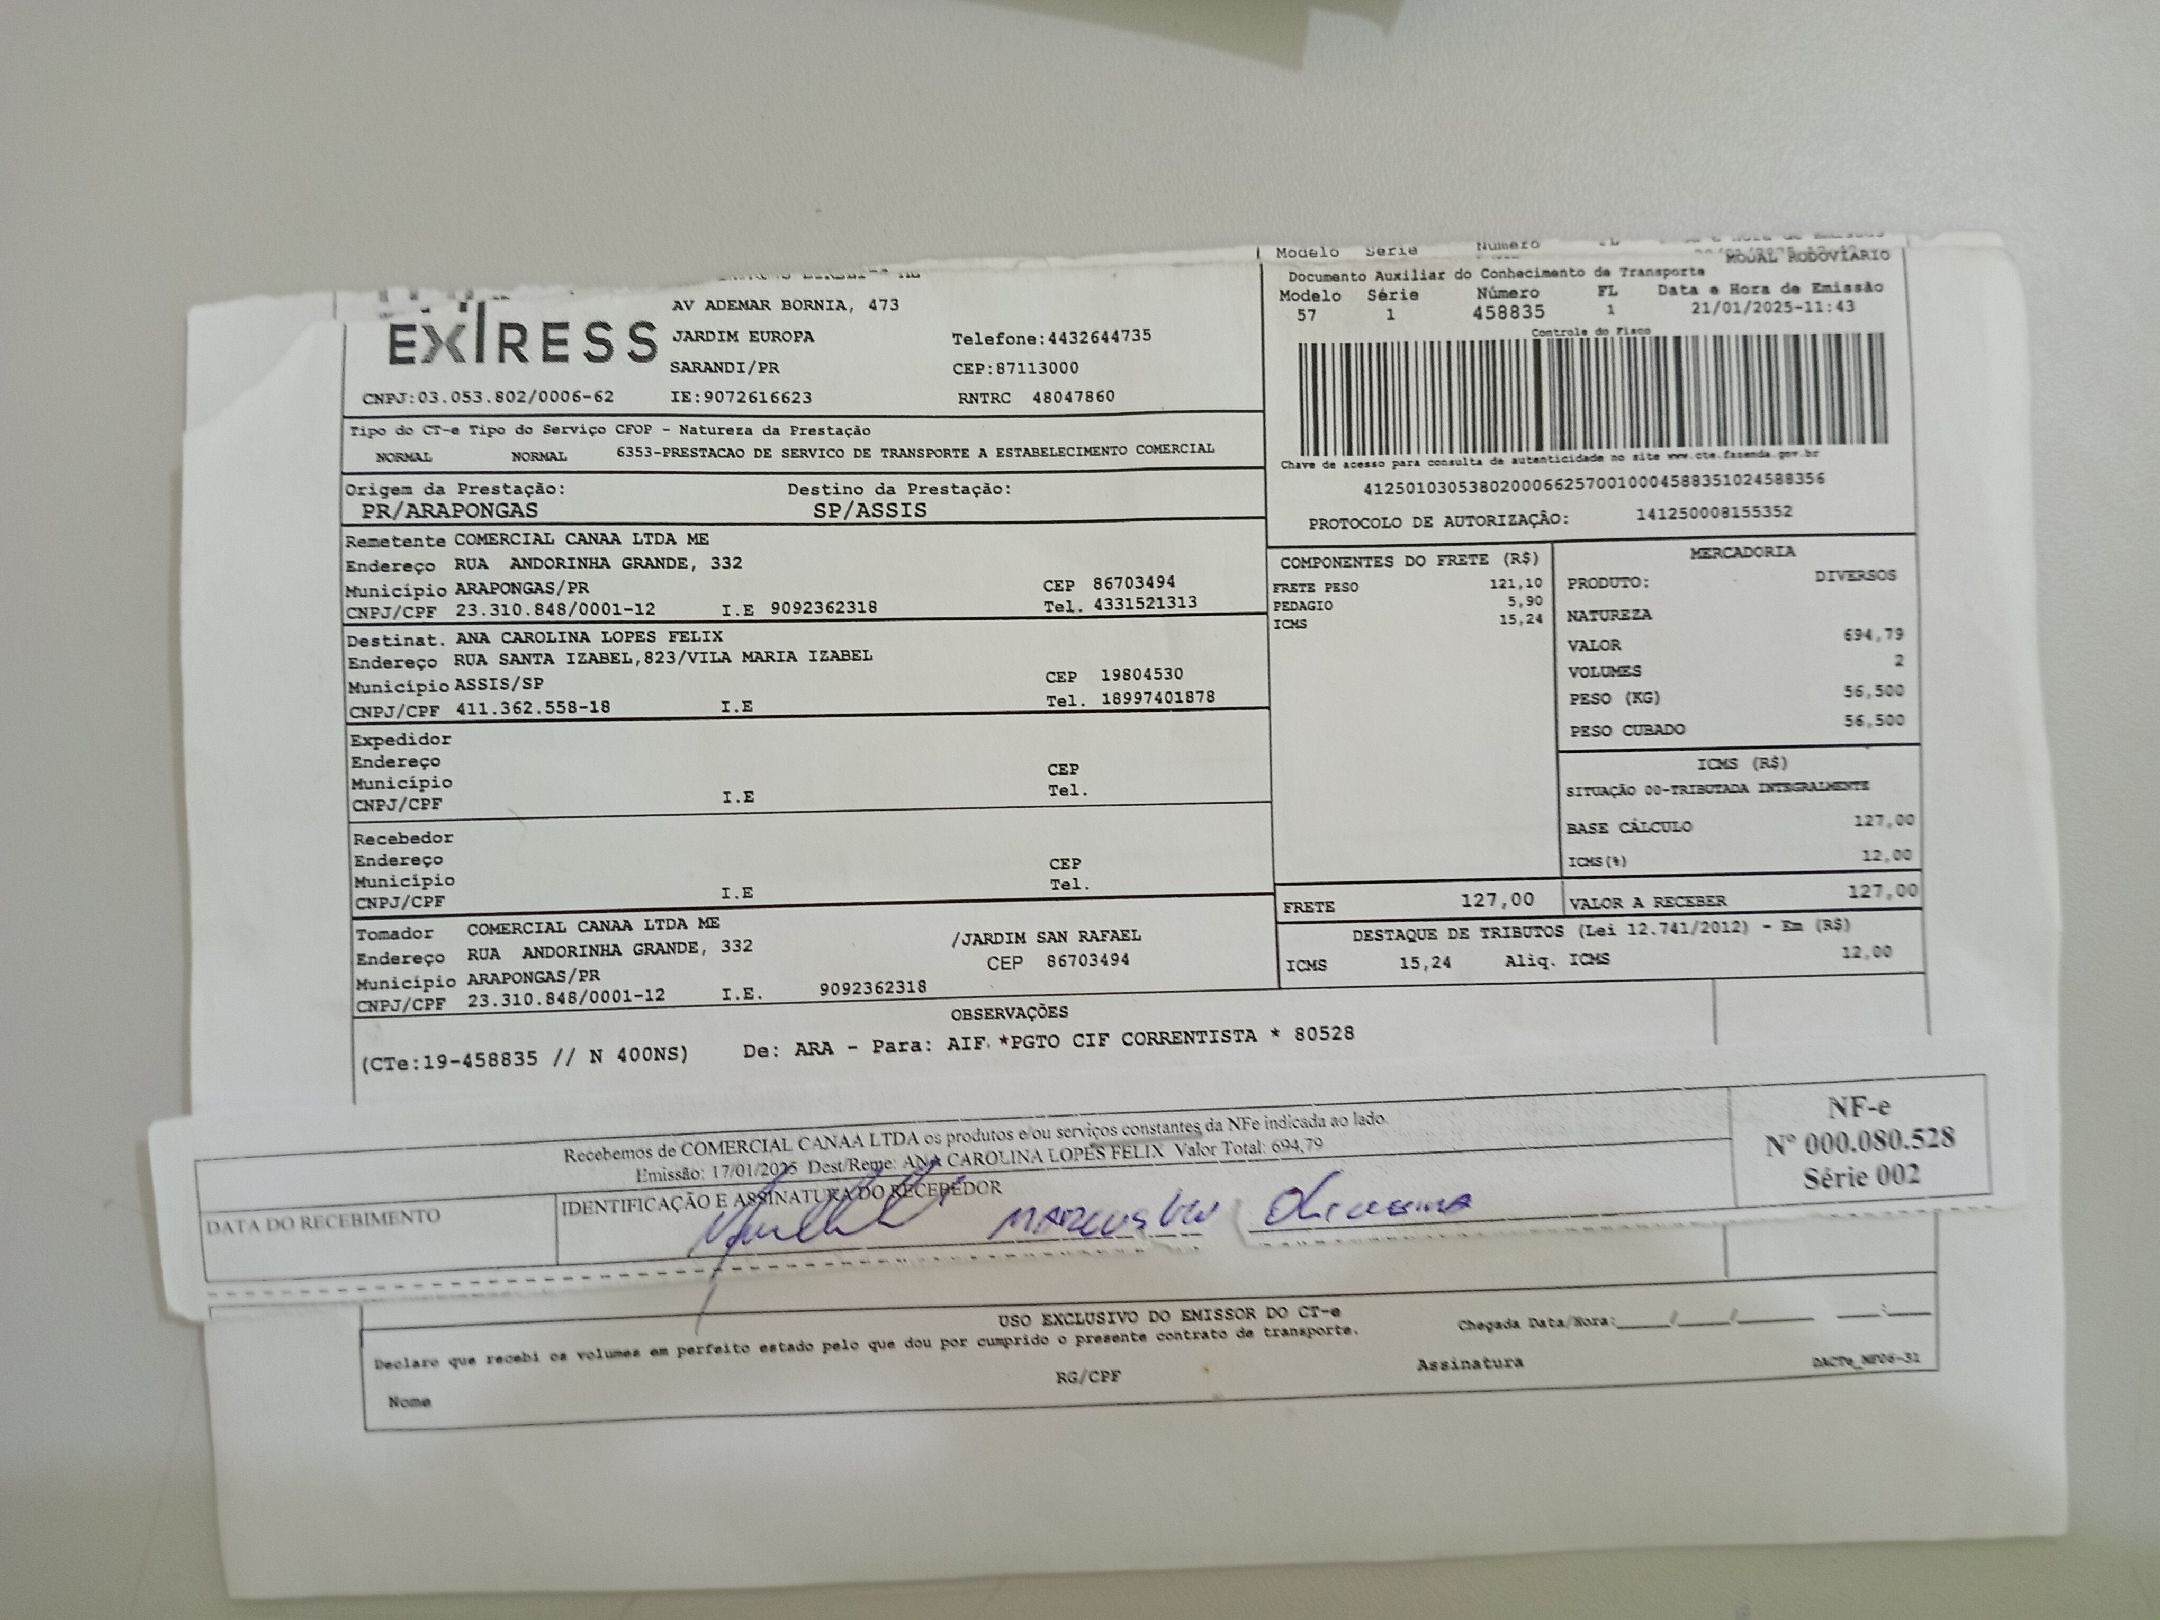 Modelo Série Número FL
MODAL RODOVIÁRIO
Documento Auxiliar do Conhecimento de Transporte
Modelo Série Número FL Data e Hora de Emissão
57 1 458835 1 21/01/2025-11:43
Controle do Fisco
EXPRESS
AV ADEMAR BORNIA, 473
JARDIM EUROPA Telefone:4432644735
SARANDI/PR CEP:87113000
CNPJ:03.053.802/0006-62 IE:9072616623 RNTRC 48047860
Tipo do CT-e Tipo do Serviço CFOP - Natureza da Prestação
NORMAL NORMAL 6353-PRESTACAO DE SERVICO DE TRANSPORTE A ESTABELECIMENTO COMERCIAL
Chave de acesso para consulta de autenticidade no site www.cte.fazenda.gov.br
41250103053802000662570010004588351024588356
PROTOCOLO DE AUTORIZAÇÃO: 141250008155352
Origem da Prestação: Destino da Prestação:
PR/ARAPONGAS SP/ASSIS
Remetente COMERCIAL CANAA LTDA ME
Endereço RUA ANDORINHA GRANDE, 332
Município ARAPONGAS/PR CEP 86703494
CNPJ/CPF 23.310.848/0001-12 I.E 9092362318 Tel. 4331521313
Destinat. ANA CAROLINA LOPES FELIX
Endereço RUA SANTA IZABEL,823/VILA MARIA IZABEL
Município ASSIS/SP CEP 19804530
CNPJ/CPF 411.362.558-18 I.E Tel. 18997401878
Expedidor
Endereço
Município CEP
CNPJ/CPF I.E Tel.
Recebedor
Endereço
Município CEP
CNPJ/CPF I.E Tel.
Tomador COMERCIAL CANAA LTDA ME
Endereço RUA ANDORINHA GRANDE, 332 /JARDIM SAN RAFAEL
Município ARAPONGAS/PR CEP 86703494
CNPJ/CPF 23.310.848/0001-12 I.E. 9092362318
COMPONENTES DO FRETE (R$)
FRETE PESO 121,10
PEDAGIO 5,90
ICMS 15,24
MERCADORIA
PRODUTO: DIVERSOS
NATUREZA
VALOR 694,79
VOLUMES 2
PESO (KG) 56,500
PESO CUBADO 56,500
ICMS (R$)
SITUAÇÃO 00-TRIBUTADA INTEGRALMENTE
BASE CÁLCULO 127,00
ICMS(%) 12,00
FRETE 127,00 VALOR A RECEBER 127,00
DESTAQUE DE TRIBUTOS (Lei 12.741/2012) - Em (R$)
ICMS 15,24 Aliq. ICMS 12,00
OBSERVAÇÕES
(CTe:19-458835 // N 400NS) De: ARA - Para: AIF. *PGTO CIF CORRENTISTA * 80528
Recebemos de COMERCIAL CANAA LTDA os produtos e/ou serviços constantes da NFe indicada ao lado.
Emissão: 17/01/2025 Dest/Reme: ANA CAROLINA LOPES FELIX Valor Total: 694,79
DATA DO RECEBIMENTO
IDENTIFICAÇÃO E ASSINATURA DO RECEBEDOR
MARCUS
NF-e
Nº 000.080.528
Série 002
USO EXCLUSIVO DO EMISSOR DO CT-e
Declaro que recebi os volumes em perfeito estado pelo que dou por cumprido o presente contrato de transporte.
Chegada Data/Hora:____/____/______ ____:____
Nome RG/CPF Assinatura DACTe_NF06-31